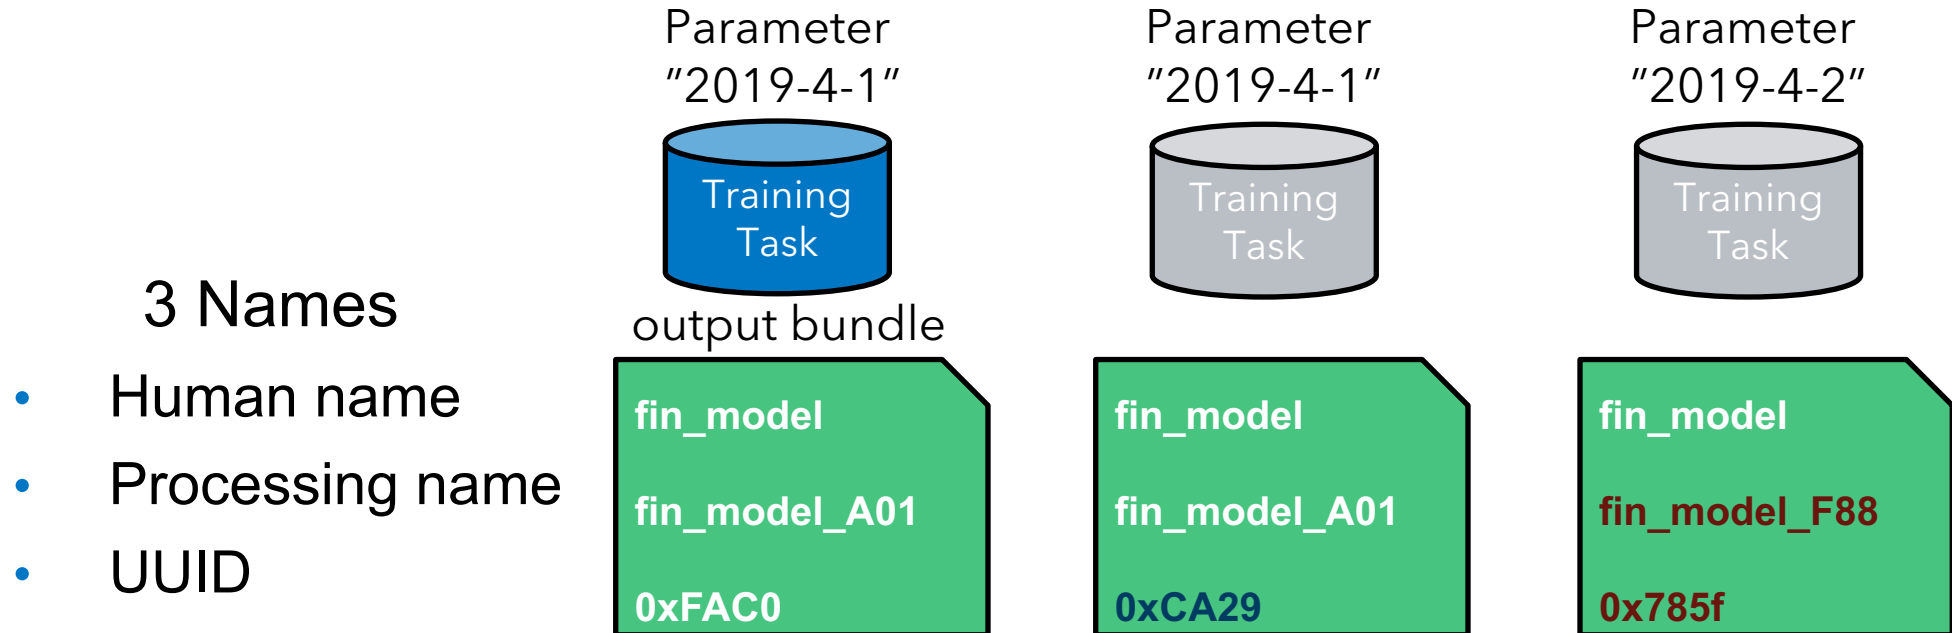 3 Names
• Human name
• Processing name
• UUID
Parameter
"2019-4-1"
Training
Task
output bundle
fin_model
fin_model_A01
0xFAC0
Parameter
"2019-4-1"
Training
Task
fin_model
fin_model_A01
0xCA29
Parameter
"2019-4-2"
Training
Task
fin_model
fin_model_F88
0x785f